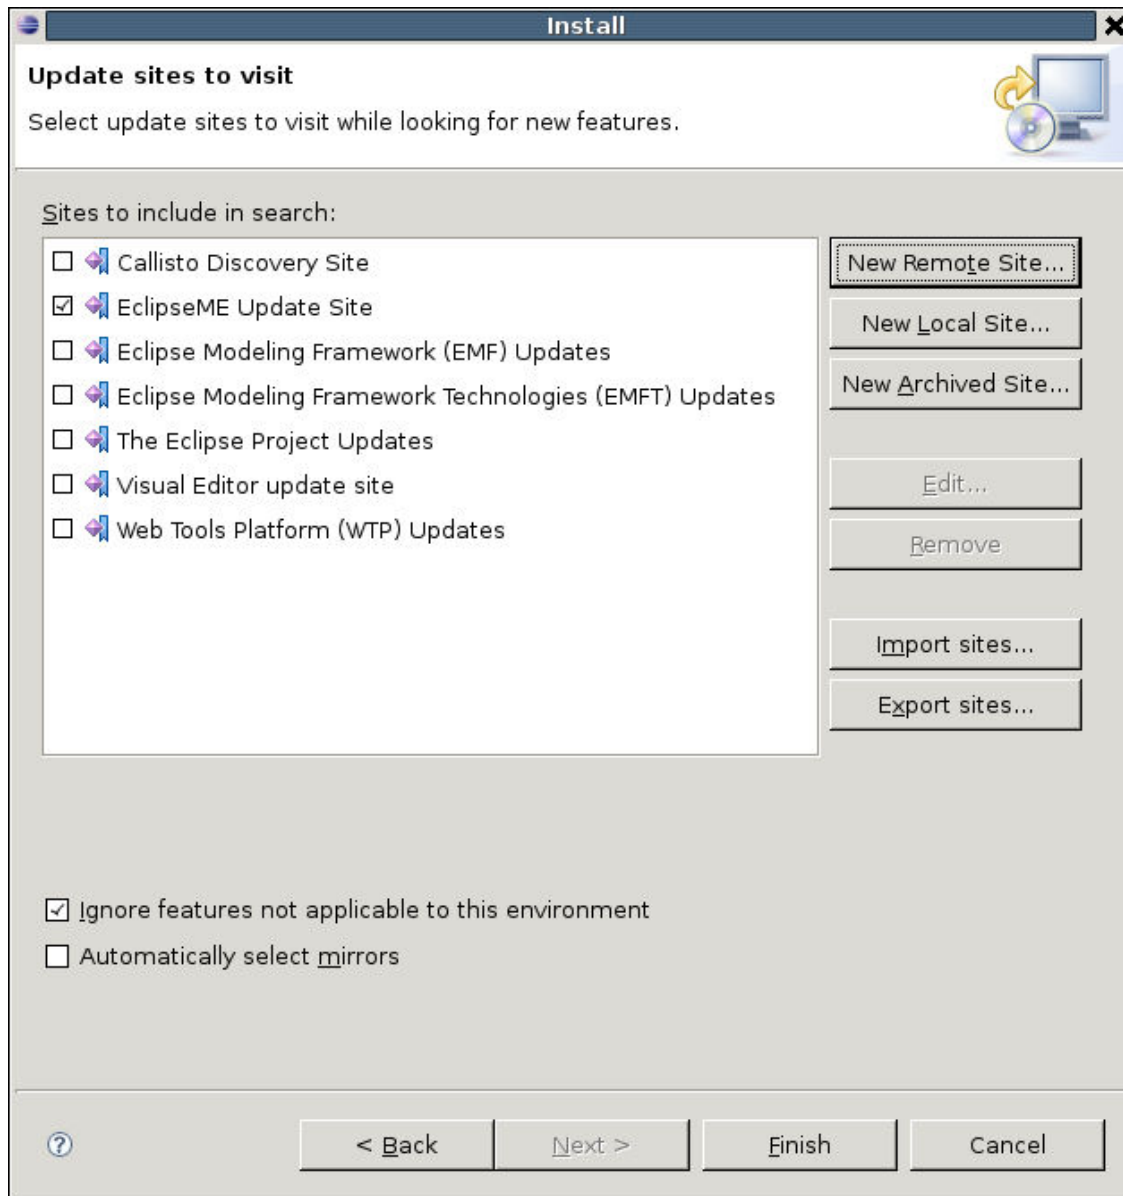 Install
Update sites to visit
Select update sites to visit while looking for new features.
Sites to include in search:
Callisto Discovery Site
EclipseME Update Site
Eclipse Modeling Framework (EMF) Updates
Eclipse Modeling Framework Technologies (EMFT) Updates
The Eclipse Project Updates
Visual Editor update site
Web Tools Platform (WTP) Updates
New Remote Site...
New Local Site...
New Archived Site...
Edit...
Remove
Import sites...
Export sites...
Ignore features not applicable to this environment
Automatically select mirrors
?
< Back
Next >
Finish
Cancel